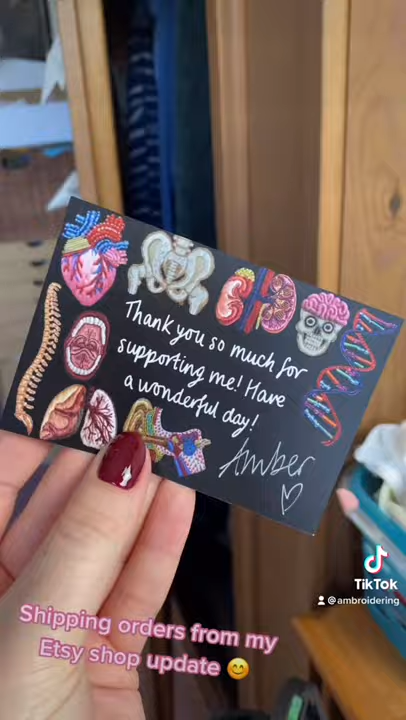 Thank you so much for
supporting me! Have
a wonderful day!
Amber
TikTok
@ambroidering
Shipping orders from my
Etsy shop update 😊